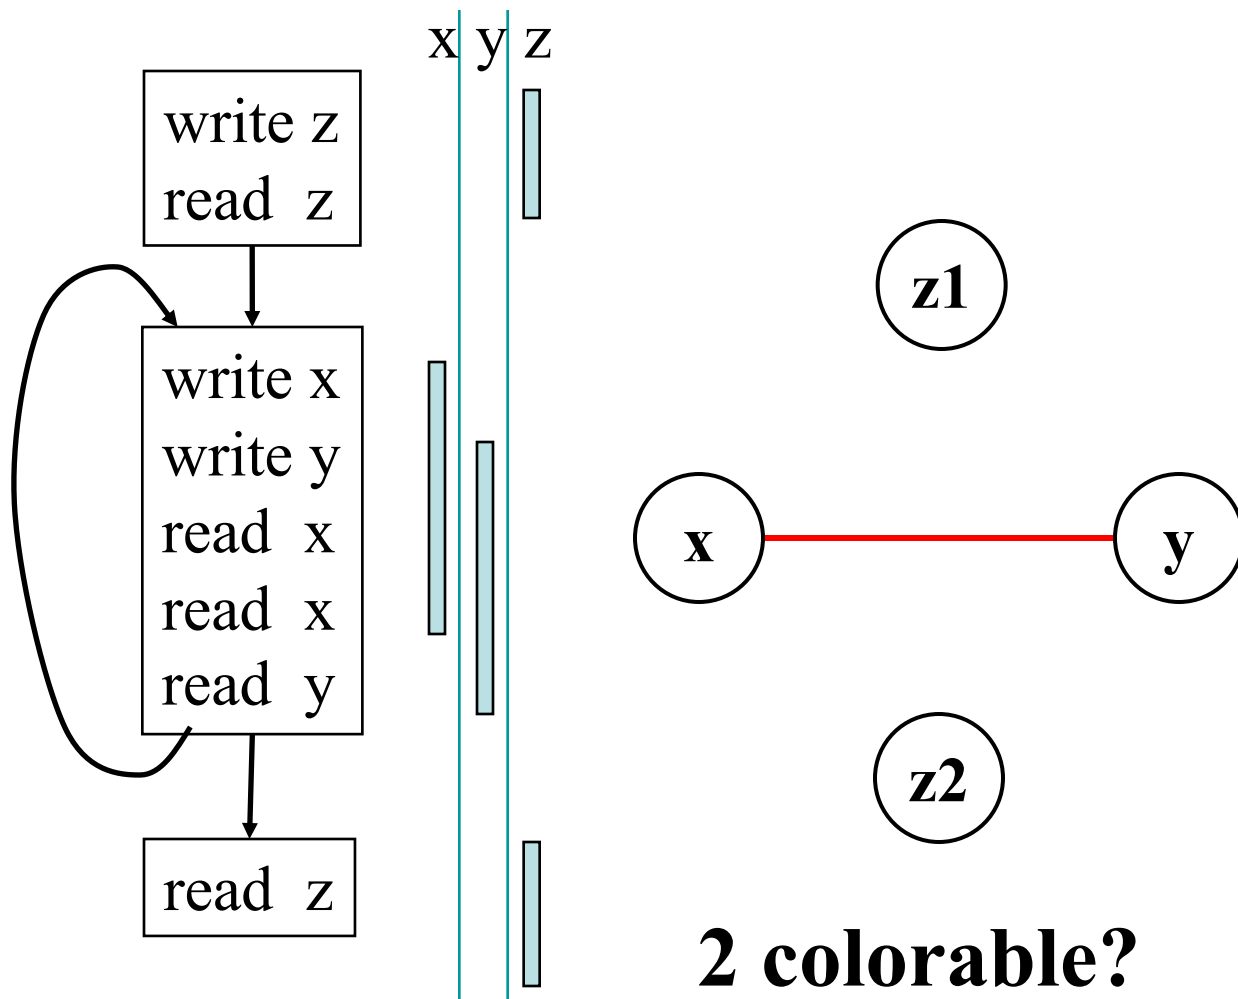 x y z
write z
read z
write x
write y
read x
read x
read y
read z
z1
x
y
z2
2 colorable?